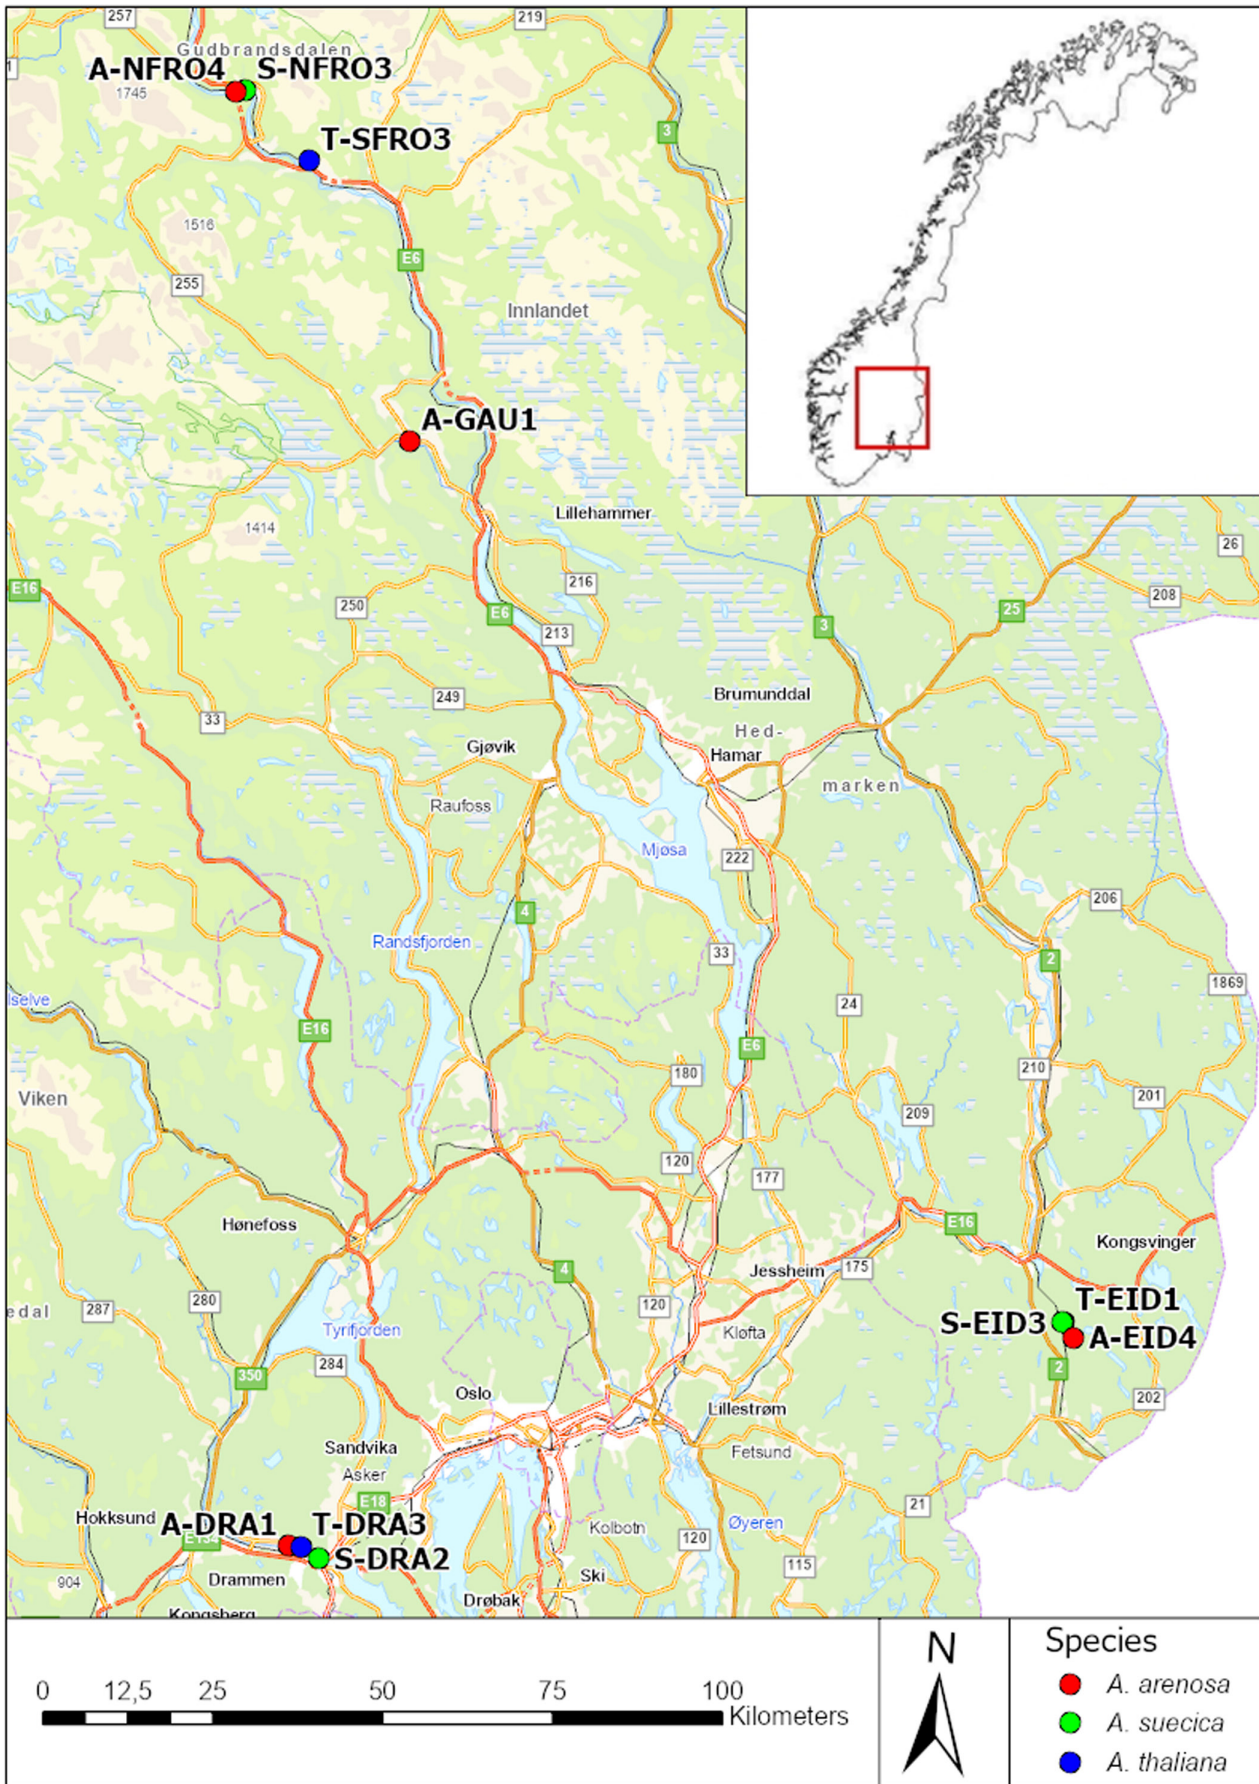 257
219
Gudbrandsdalen
A-NFRO4
S-NFRO3
1745
3
T-SFRO3
1516
E6
255
Innlandet
A-GAU1
Lillehammer
1414
26
E16
216
208
250
E6
25
213
3
249
Brumunddal
33
Hed-
Gjøvik
Hamar
marken
Raufoss
Mjøsa
222
206
4
Randsfjorden
33
2
1869
lselve
24
E16
E6
210
180
Viken
201
209
120
177
Hønefoss
E16
Kongsvinger
4
Jessheim
175
280
T-EID1
edal
287
120
S-EID3
Tyrifjorden
Kløfta
A-EID4
284
2
350
Oslo
202
Lillestrøm
Sandvika
Fetsund
Asker
E18
21
Hokksund
A-DRA1
T-DRA3
Kolbotn
Øyeren
E134
120
S-DRA2
115
904
Drammen
Ski
Drøbak
Kongsberg
N
Species
0 12,5 25 50 75 100
A. arenosa
Kilometers
A. suecica
A. thaliana